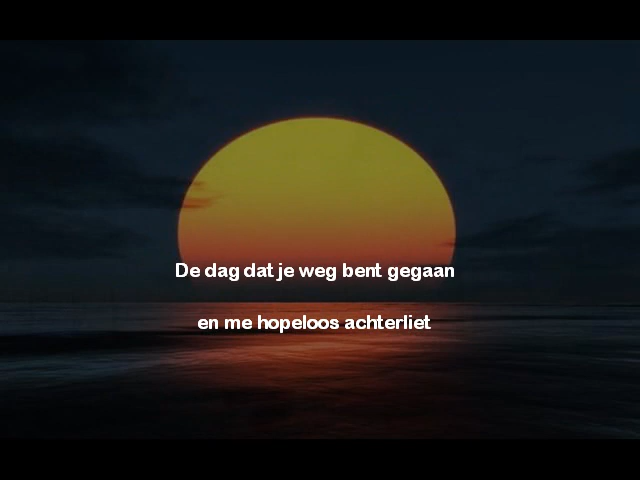 De dag dat je weg bent gegaan
en me hopeloos achterliet